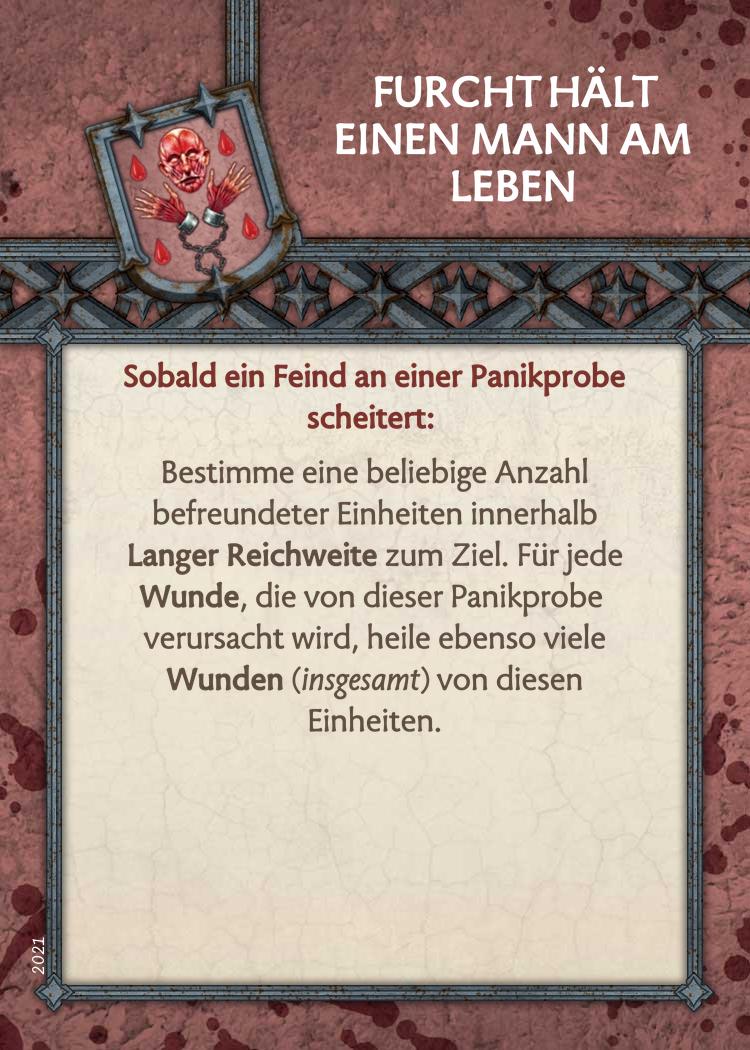 FURCHT HÄLT
EINEN MANN AM
LEBEN
Sobald ein Feind an einer Panikprobe
scheitert:
Bestimme eine beliebige Anzahl
befreundeter Einheiten innerhalb
Langer Reichweite zum Ziel. Für jede
Wunde, die von dieser Panikprobe
verursacht wird, heile ebenso viele
Wunden (insgesamt) von diesen
Einheiten.
2021